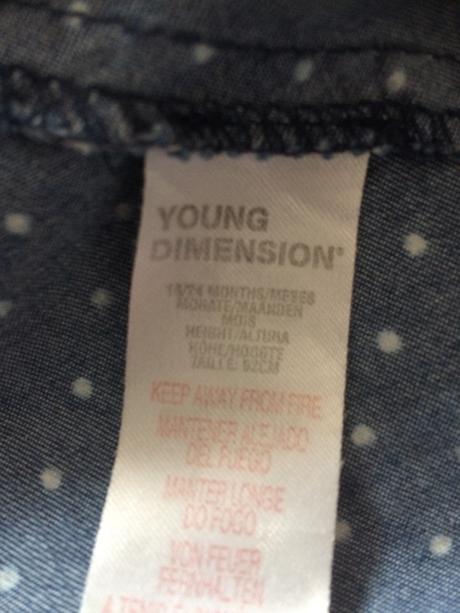 YOUNG
DIMENSION®
18/24 MONTHS/MESES
MONATE/MAANDEN
MOIS
HEIGHT/ALTURA
HÖHE/HOOGTE
TAILLE: 92CM
KEEP AWAY FROM FIRE
MANTENER ALEJADO
DEL FUEGO
MANTER LONGE
DO FOGO
VON FEUER
FERNHALTEN